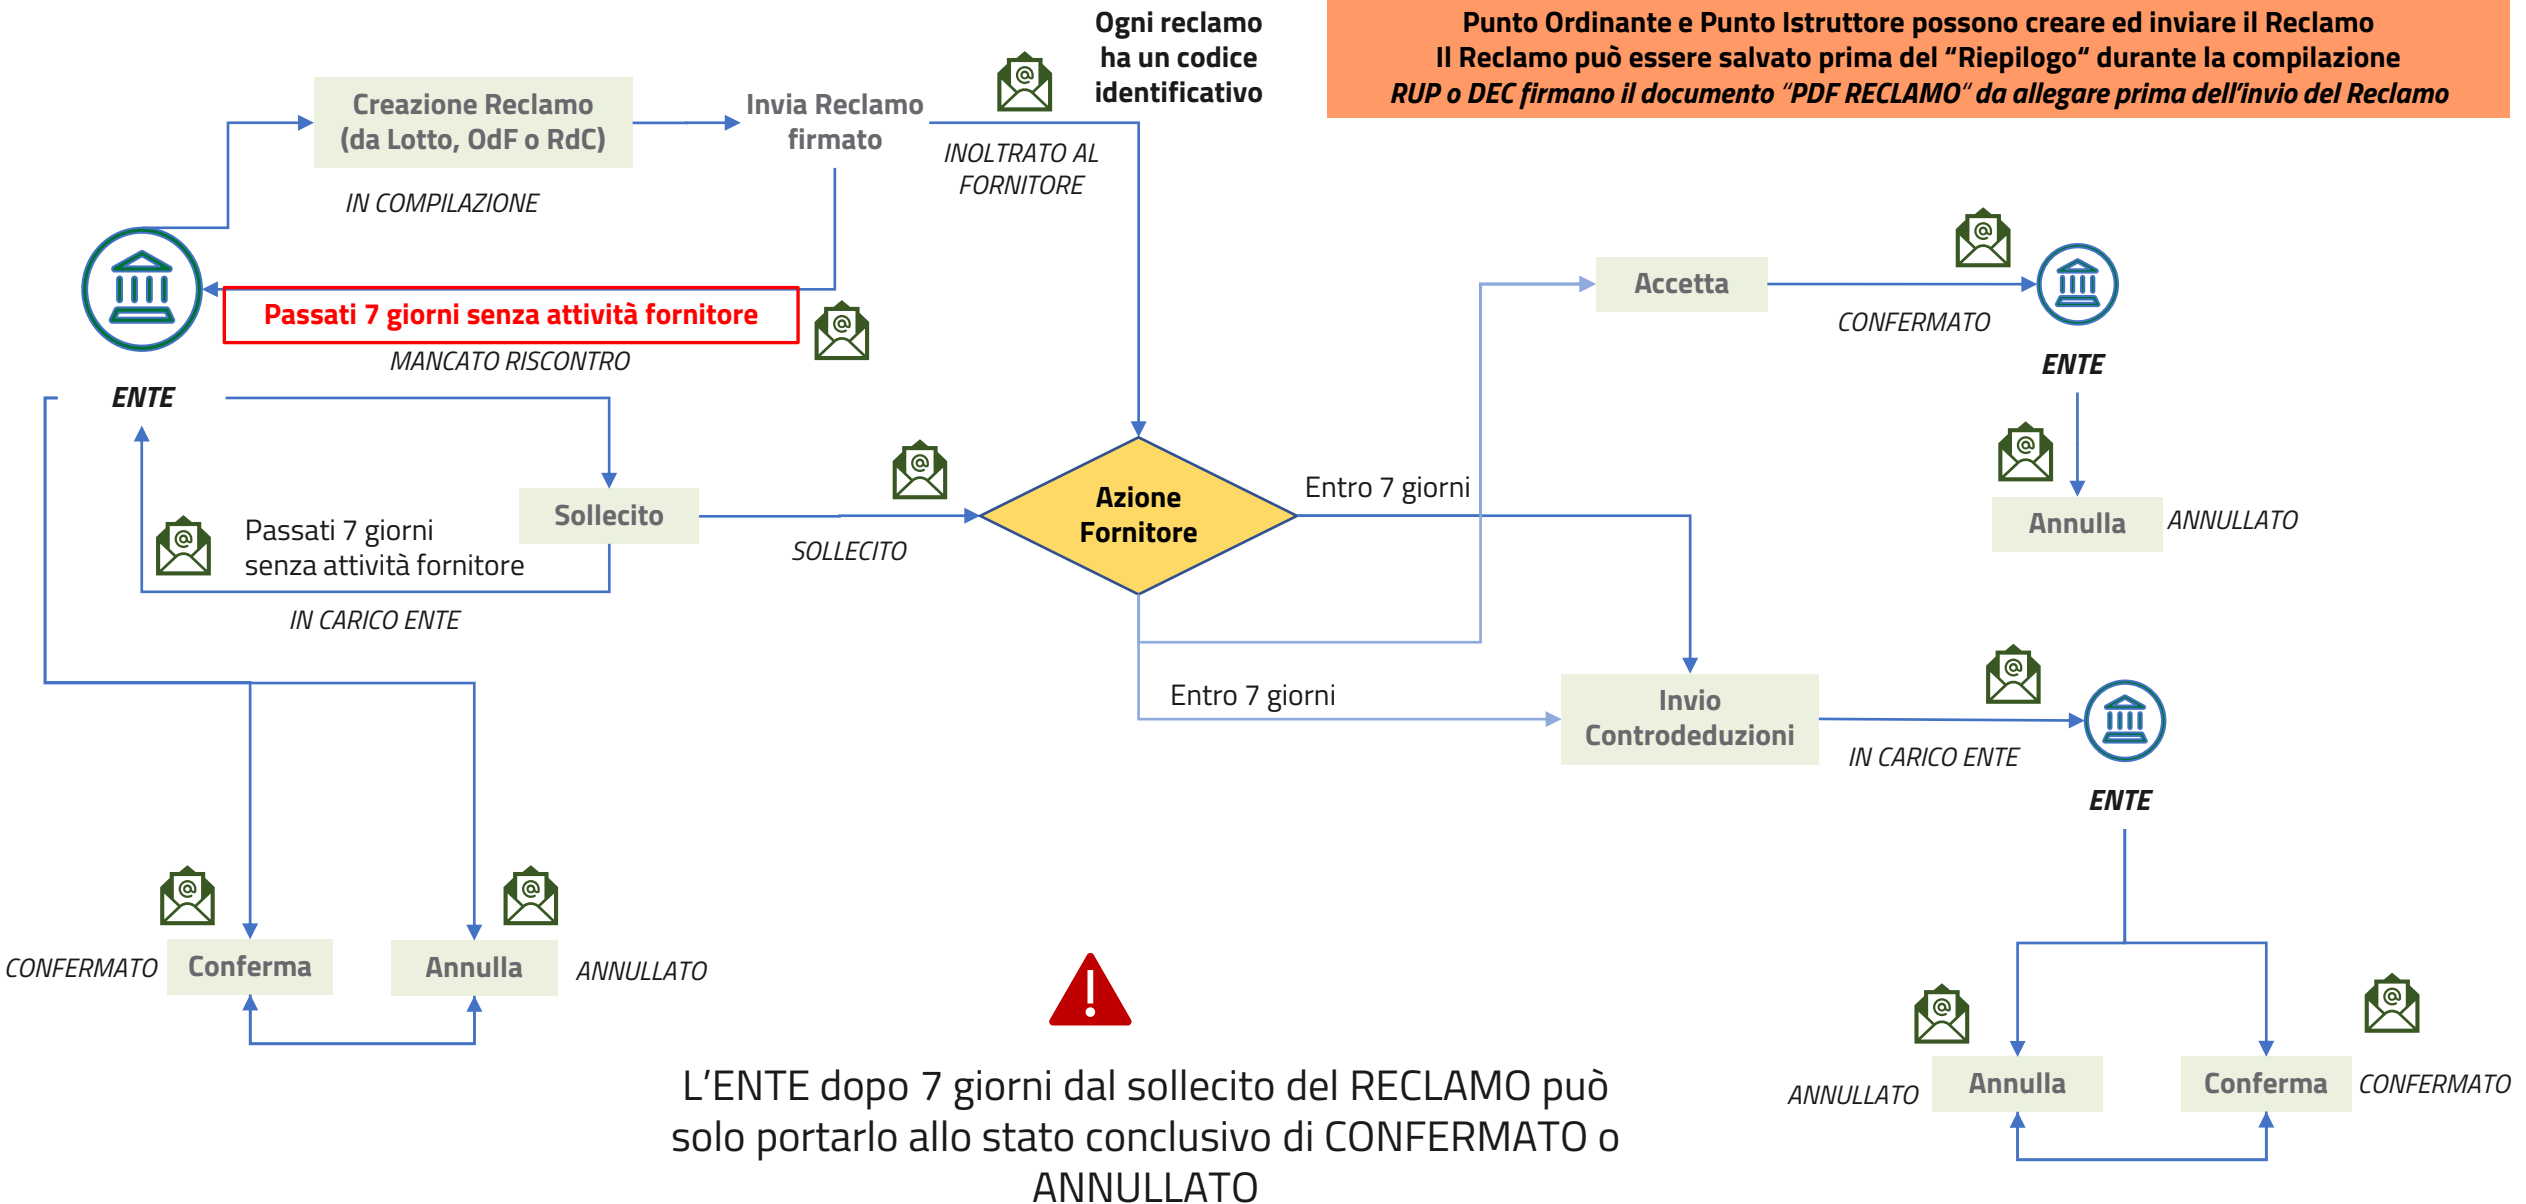 Ogni reclamo
ha un codice
identificativo
Punto Ordinante e Punto Istruttore possono creare ed inviare il Reclamo
Il Reclamo può essere salvato prima del “Riepilogo“ durante la compilazione
RUP o DEC firmano il documento “PDF RECLAMO“ da allegare prima dell’invio del Reclamo
Creazione Reclamo
(da Lotto, OdF o RdC)
IN COMPILAZIONE
Invia Reclamo
firmato
INOLTRATO AL
FORNITORE
Passati 7 giorni senza attività fornitore
MANCATO RISCONTRO
ENTE
Sollecito
SOLLECITO
Passati 7 giorni
senza attività fornitore
IN CARICO ENTE
Azione
Fornitore
Entro 7 giorni
Entro 7 giorni
Accetta
CONFERMATO
ENTE
Annulla
ANNULLATO
Invio
Controdeduzioni
IN CARICO ENTE
ENTE
CONFERMATO
Conferma
Annulla
ANNULLATO
L’ENTE dopo 7 giorni dal sollecito del RECLAMO può
solo portarlo allo stato conclusivo di CONFERMATO o
ANNULLATO
ANNULLATO
Annulla
Conferma
CONFERMATO